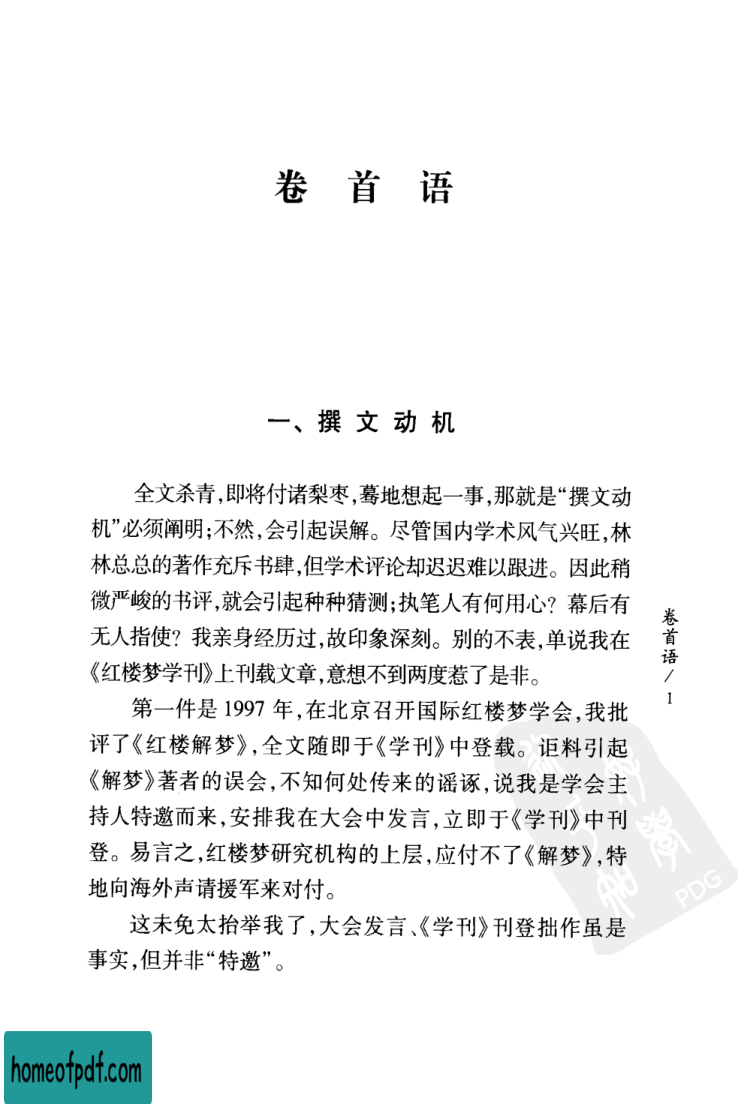 卷首语
一、撰文动机
全文杀青,即将付诸梨枣,蓦地想起一事,那就是“撰文动
机”必须阐明;不然,会引起误解。尽管国内学术风气兴旺,林
林总总的著作充斥书肆,但学术评论却迟迟难以跟进。因此稍
微严峻的书评,就会引起种种猜测;执笔人有何用心?幕后有
无人指使?我亲身经历过,故印象深刻。别的不表,单说我在
《红楼梦学刊》上刊载文章,意想不到两度惹了是非。
第一件是1997年,在北京召开国际红楼梦学会,我批
评了《红楼解梦》,全文随即于《学刊》中登载。讵料引起
《解梦》著者的误会,不知何处传来的谣诼,说我是学会主
持人特邀而来,安排我在大会中发言,立即于《学刊》中刊
登。易言之,红楼梦研究机构的上层,应付不了《解梦》,特
地向海外声请援军来对付。
这未免太抬举我了,大会发言、《学刊》刊登拙作虽是
事实,但并非“特邀”。
卷首语/1
PDG
homeofpdf.com